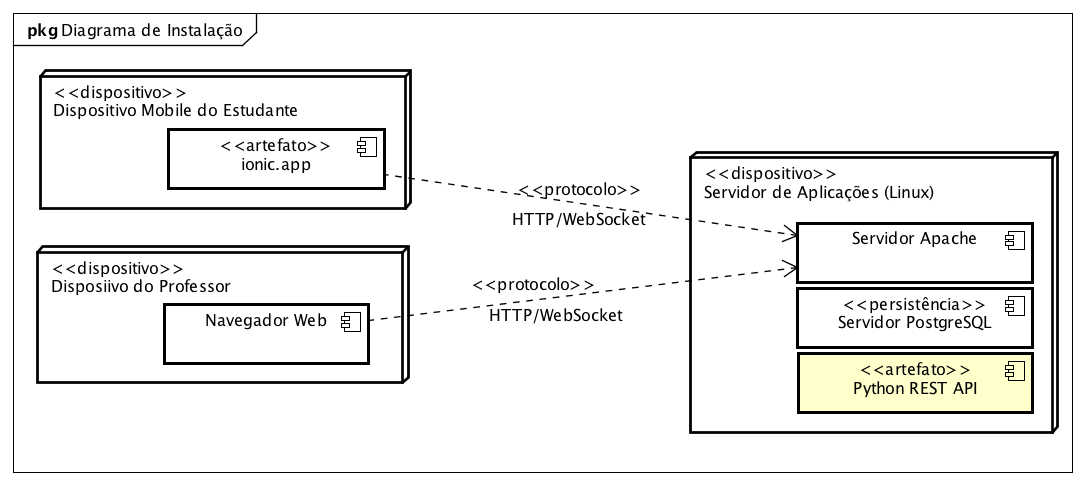 pkg Diagrama de Instalação
<<dispositivo>>
Dispositivo Mobile do Estudante
<<artefato>>
ionic.app
<<protocolo>>
HTTP/WebSocket
<<dispositivo>>
Disposiivo do Professor
Navegador Web
<<protocolo>>
HTTP/WebSocket
<<dispositivo>>
Servidor de Aplicações (Linux)
Servidor Apache
<<persistência>>
Servidor PostgreSQL
<<artefato>>
Python REST API